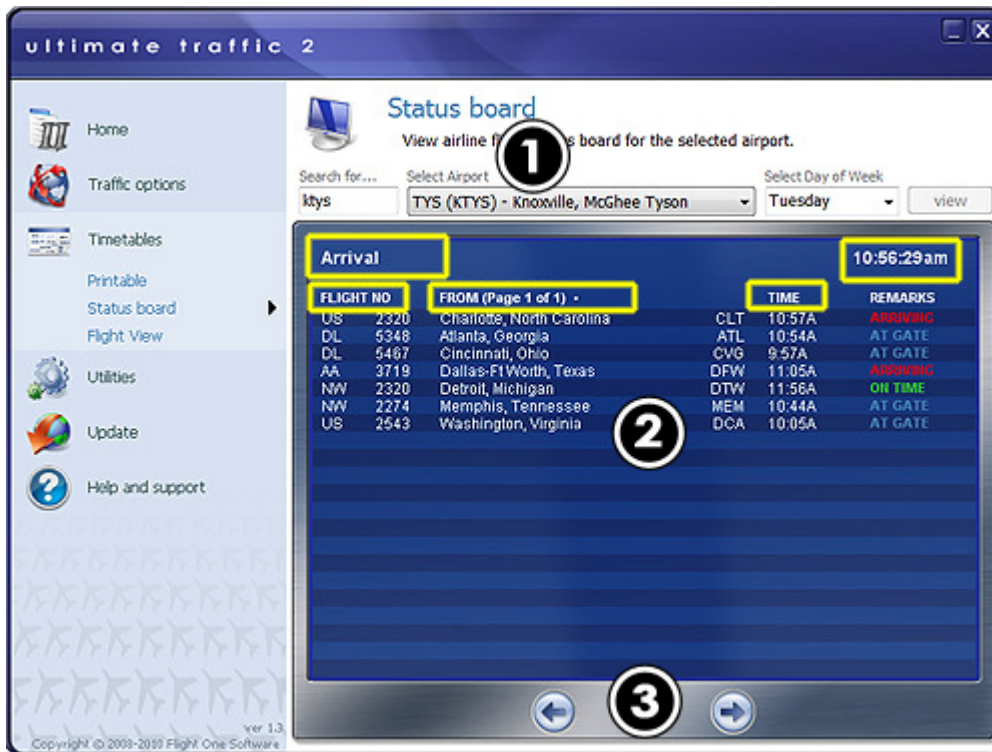 ultimate traffic 2
Home
Traffic options
Timetables
Printable
Status board
Flight View
Utilities
Update
Help and support
ver 1.3
Copyright © 2008-2010 Flight One Software
Status board
View airline board for the selected airport.
1
Search for... Select Airport Select Day of Week
ktys TYS (KTYS) - Knoxville, McGhee Tyson Tuesday view
Arrival 10:56:29am
FLIGHT NO FROM (Page 1 of 1) TIME REMARKS
US 2320 Charlotte, North Carolina CLT 10:57A ARRIVING
DL 5348 Atlanta, Georgia ATL 10:54A AT GATE
DL 5467 Cincinnati, Ohio CVG 9:57A AT GATE
AA 3719 Dallas-Ft Worth, Texas DFW 11:05A ARRIVING
NW 2320 Detroit, Michigan DTW 11:56A ON TIME
NW 2274 Memphis, Tennessee MEM 10:44A AT GATE
US 2543 Washington, Virginia DCA 10:05A AT GATE
2
3